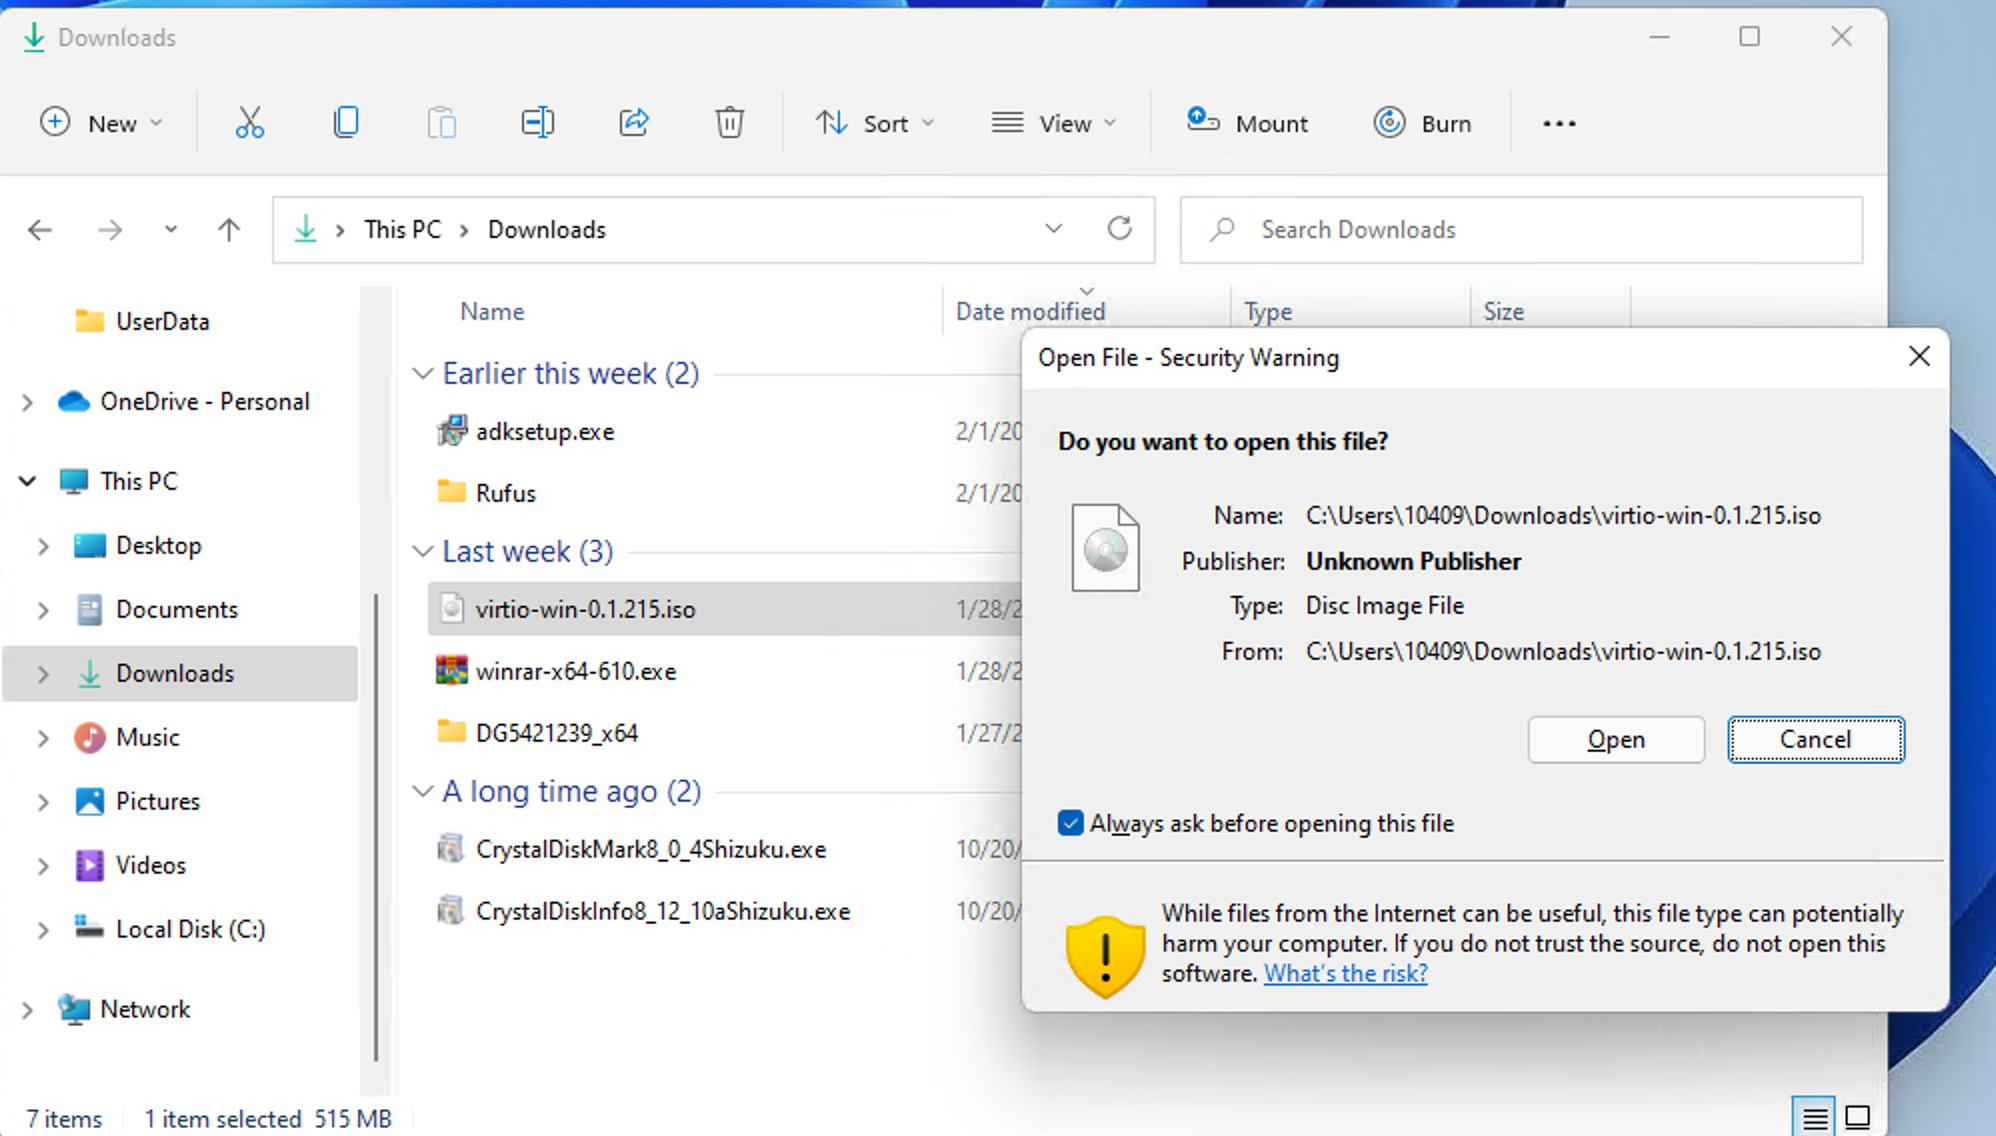 Downloads
New
Sort
View
Mount
Burn
This PC
Downloads
Search Downloads
Name
Date modified
Type
Size
UserData
OneDrive - Personal
This PC
Desktop
Documents
Downloads
Music
Pictures
Videos
Local Disk (C:)
Network
Earlier this week (2)
adksetup.exe 2/1/20
Rufus 2/1/20
Last week (3)
virtio-win-0.1.215.iso 1/28/2
winrar-x64-610.exe 1/28/2
DG5421239_x64 1/27/2
A long time ago (2)
CrystalDiskMark8_0_4Shizuku.exe 10/20/
CrystalDiskInfo8_12_10aShizuku.exe 10/20/
Open File - Security Warning
Do you want to open this file?
Name: C:\Users\10409\Downloads\virtio-win-0.1.215.iso
Publisher: Unknown Publisher
Type: Disc Image File
From: C:\Users\10409\Downloads\virtio-win-0.1.215.iso
Open
Cancel
Always ask before opening this file
While files from the Internet can be useful, this file type can potentially
harm your computer. If you do not trust the source, do not open this
software. What's the risk?
7 items 1 item selected 515 MB